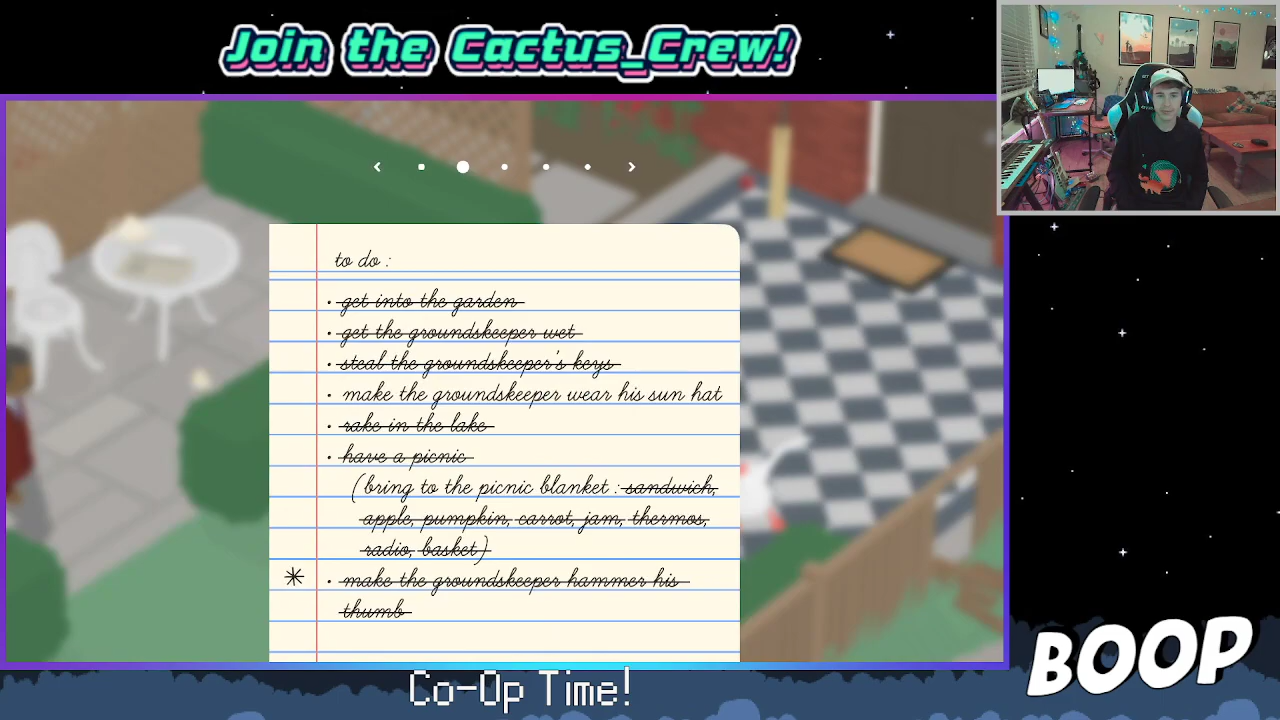 Join the Cactus_Crew!
to do :
• get into the garden
• get the groundskeeper wet
• steal the groundskeeper's keys
• make the groundskeeper wear his sun hat
• rake in the lake
• have a picnic
(bring to the picnic blanket : sandwich,
apple, pumpkin, carrot, jam, thermos,
radio, basket)
• make the groundskeeper hammer his
thumb
Co-Op Time!
BOOP